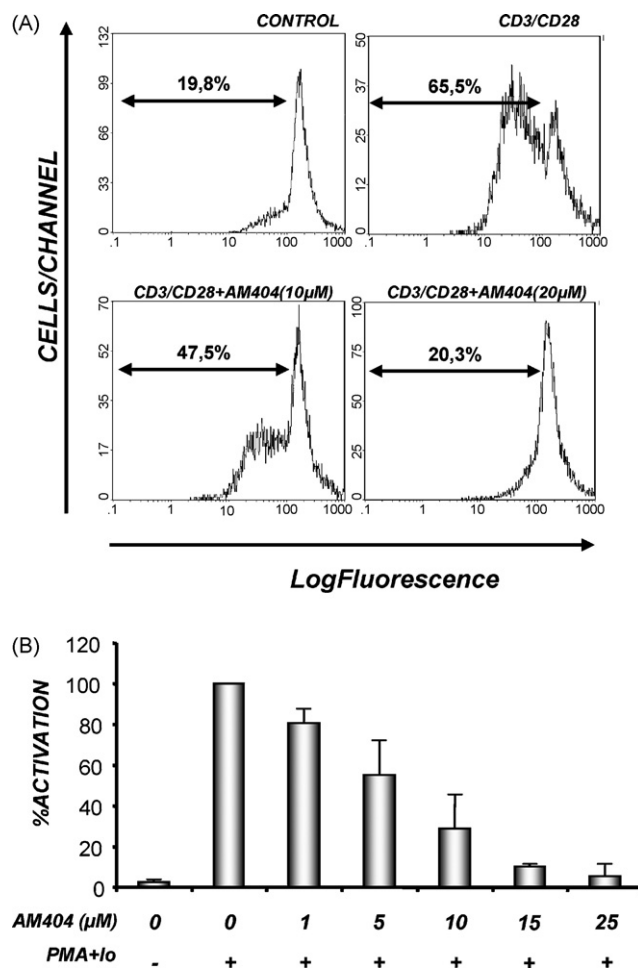 (A)
CONTROL
CD3/CD28
132
99
66
33
0
19,8%
.1 1 10 100 1000
50
37
25
12
0
65,5%
.1 1 10 100 1000
CELLS/CHANNEL
CD3/CD28+AM404(10µM)
CD3/CD28+AM404(20µM)
70
52
35
17
0
47,5%
.1 1 10 100 1000
100
75
50
25
0
20,3%
.1 1 10 100 1000
LogFluorescence
(B)
%ACTIVATION
120
100
80
60
40
20
0
AM404 (µM) 0 0 1 5 10 15 25
PMA+Io - + + + + + +